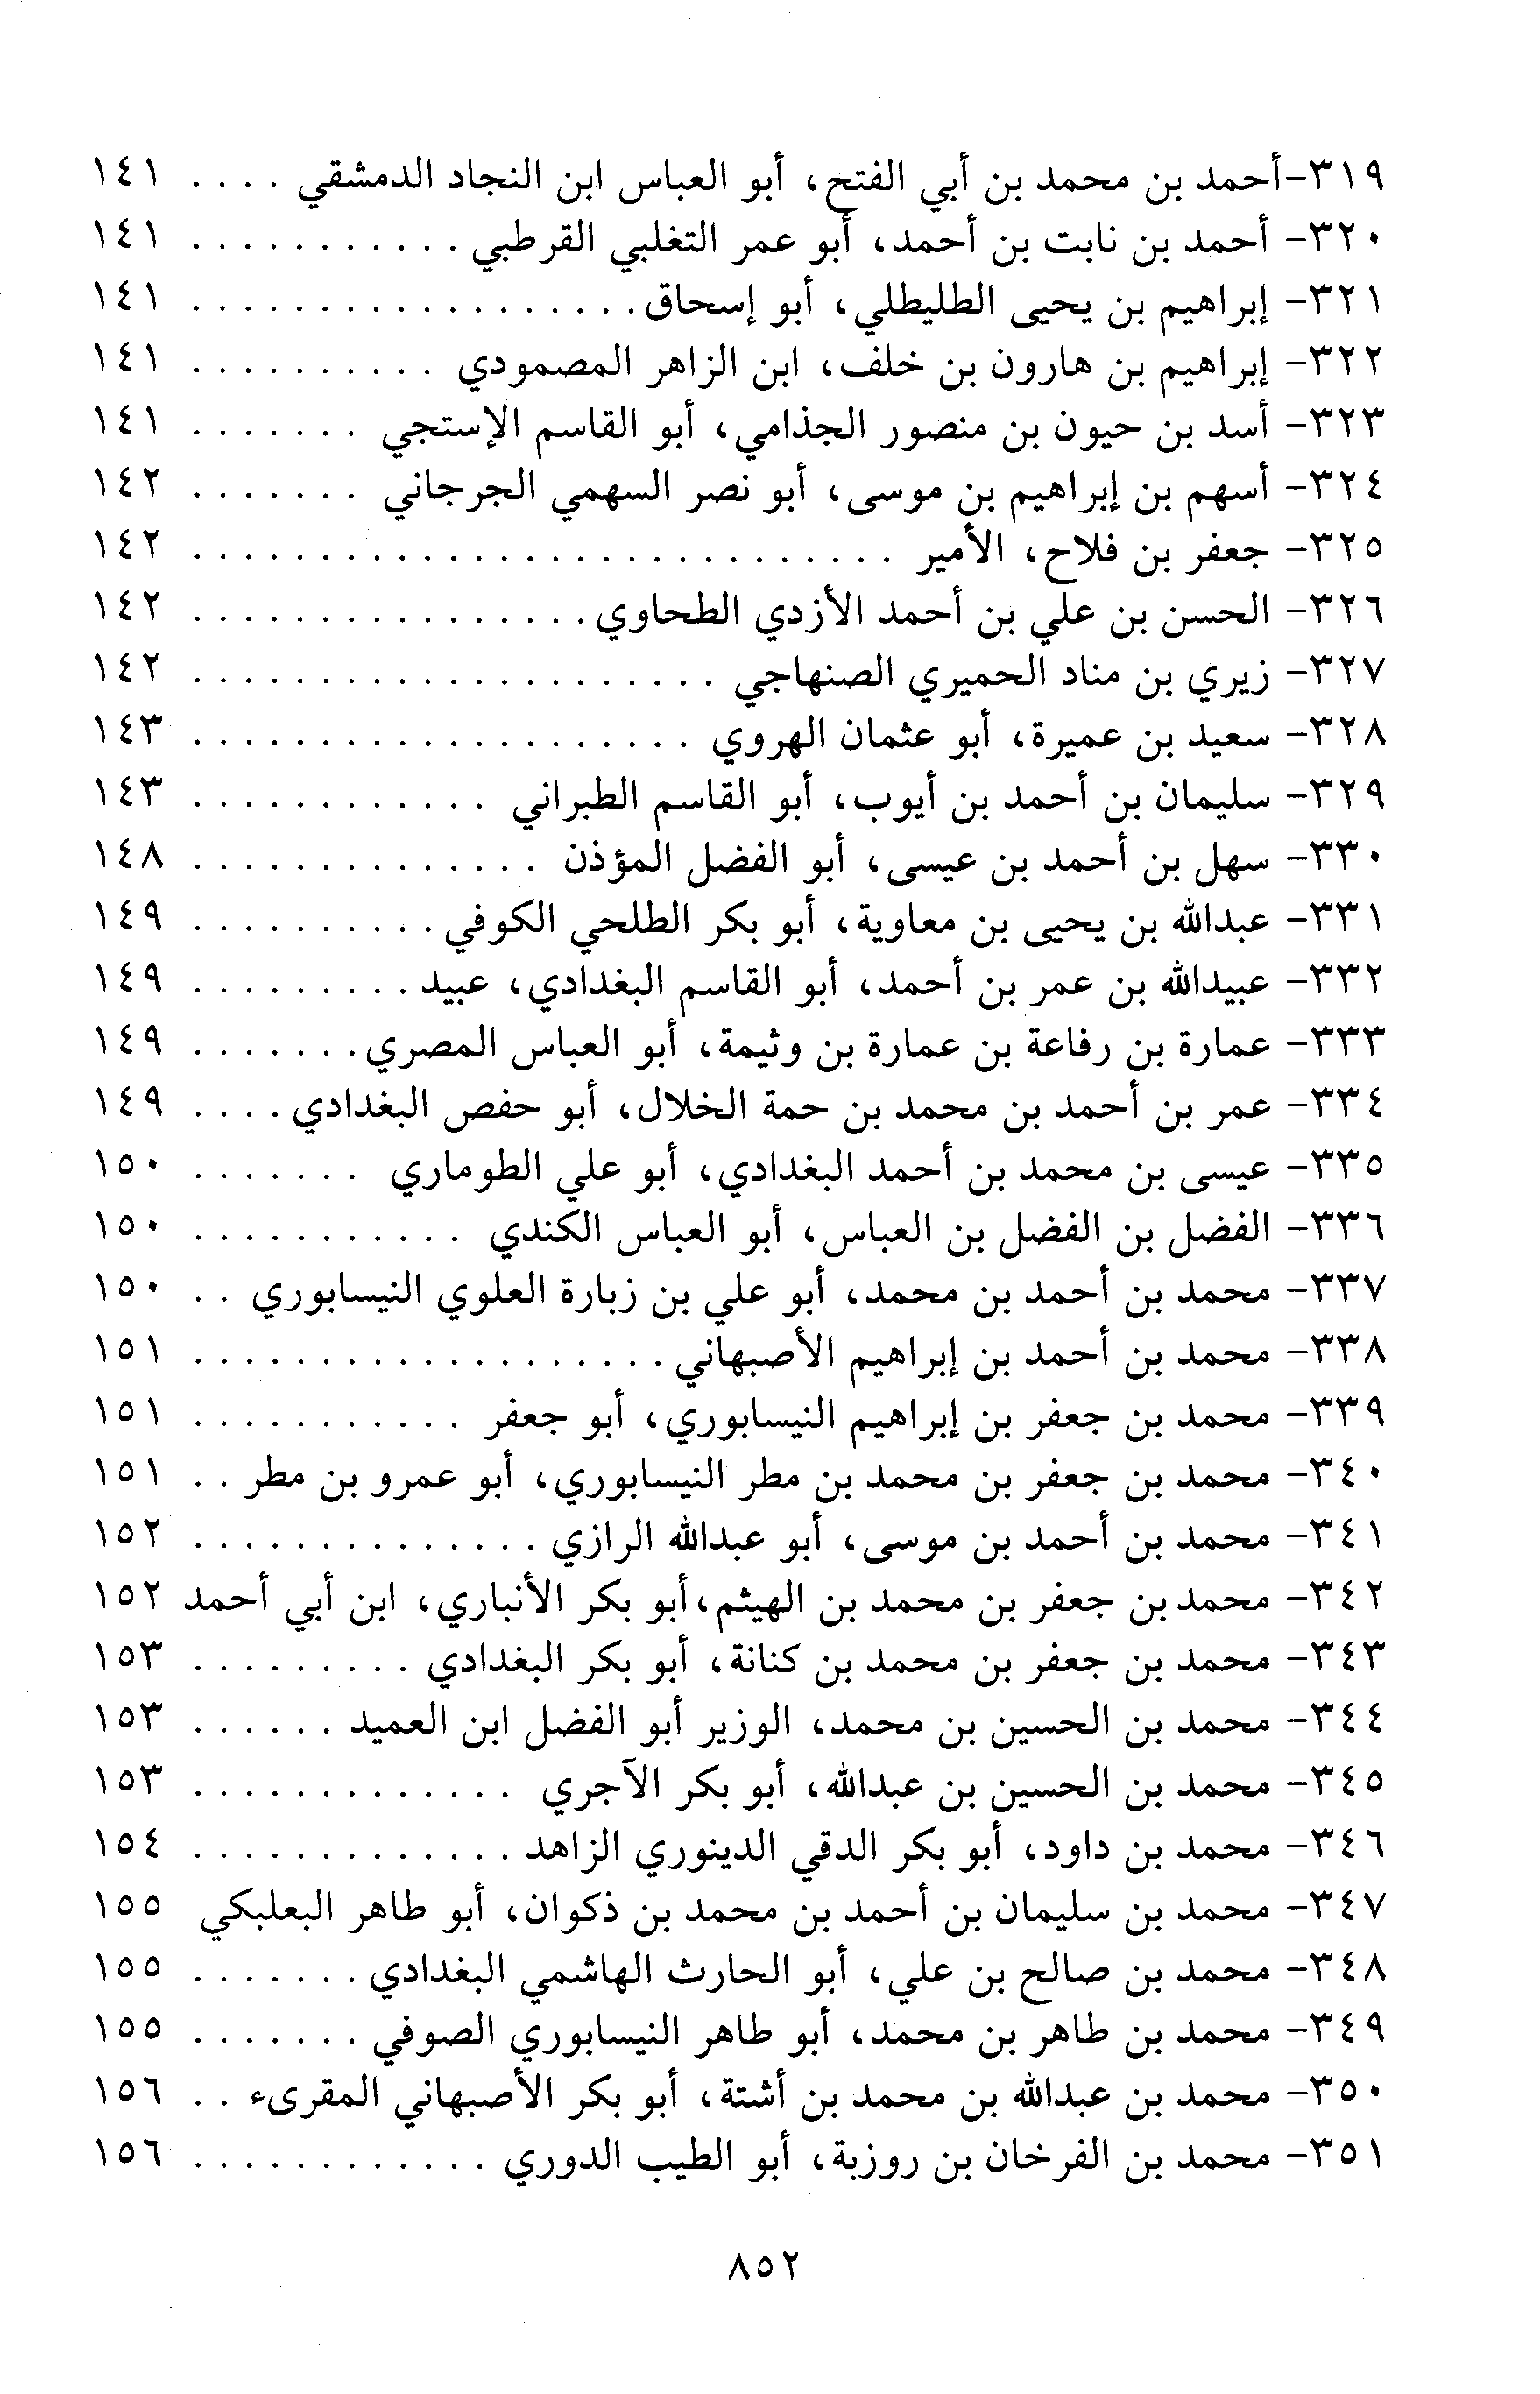 ٣١٩-أحمد بن محمد بن أبي الفتح، أبو العباس ابن النجاد الدمشقي . . . . ١٤١
٣٢٠- أحمد بن نابت بن أحمد، أبو عمر التغلبي القرطبي . . . . . . . . . . . ١٤١
٣٢١- إبراهيم بن يحيى الطليطلي، أبو إسحاق. . . . . . . . . . . . . . . . . . ١٤١
٣٢٢- إبراهيم بن هارون بن خلف، ابن الزاهر المصمودي . . . . . . . . . . ١٤١
٣٢٣- أسد بن حيون بن منصور الجذامي، أبو القاسم الإستجي . . . . . . . ١٤١
٣٢٤- أسهم بن إبراهيم بن موسى، أبو نصر السهمي الجرجاني . . . . . . . ١٤٢
٣٢٥- جعفر بن فلاح، الأمير . . . . . . . . . . . . . . . . . . . . . . . . . . . . ١٤٢
٣٢٦- الحسن بن علي بن أحمد الأزدي الطحاوي. . . . . . . . . . . . . . . . ١٤٢
٣٢٧- زيري بن مناد الحميري الصنهاجي . . . . . . . . . . . . . . . . . . . . . ١٤٢
٣٢٨- سعيد بن عميرة، أبو عثمان الهروي . . . . . . . . . . . . . . . . . . . . ١٤٣
٣٢٩- سليمان بن أحمد بن أيوب، أبو القاسم الطبراني . . . . . . . . . . . . ١٤٣
٣٣٠- سهل بن أحمد بن عيسى، أبو الفضل المؤذن . . . . . . . . . . . . . . ١٤٨
٣٣١- عبدالله بن يحيى بن معاوية، أبو بكر الطلحي الكوفي . . . . . . . . . . ١٤٩
٣٣٢- عبيدالله بن عمر بن أحمد، أبو القاسم البغدادي، عبيد . . . . . . . . . ١٤٩
٣٣٣- عمارة بن رفاعة بن عمارة بن وثيمة، أبو العباس المصري. . . . . . . ١٤٩
٣٣٤- عمر بن أحمد بن محمد بن حمة الخلال، أبو حفص البغدادي . . . . ١٤٩
٣٣٥- عيسى بن محمد بن أحمد البغدادي، أبو علي الطوماري . . . . . . . ١٥٠
٣٣٦- الفضل بن الفضل بن العباس، أبو العباس الكندي . . . . . . . . . . . ١٥٠
٣٣٧- محمد بن أحمد بن محمد، أبو علي بن زبارة العلوي النيسابوري . . ١٥٠
٣٣٨- محمد بن أحمد بن إبراهيم الأصبهاني . . . . . . . . . . . . . . . . . . . ١٥١
٣٣٩- محمد بن جعفر بن إبراهيم النيسابوري، أبو جعفر . . . . . . . . . . . ١٥١
٣٤٠- محمد بن جعفر بن محمد بن مطر النيسابوري، أبو عمرو بن مطر . . ١٥١
٣٤١- محمد بن أحمد بن موسى، أبو عبدالله الرازي . . . . . . . . . . . . . . ١٥٢
٣٤٢- محمد بن جعفر بن محمد بن الهيثم، أبو بكر الأنباري، ابن أبي أحمد ١٥٢
٣٤٣- محمد بن جعفر بن محمد بن كنانة، أبو بكر البغدادي . . . . . . . . . ١٥٣
٣٤٤- محمد بن الحسين بن محمد، الوزير أبو الفضل ابن العميد . . . . . . ١٥٣
٣٤٥- محمد بن الحسين بن عبدالله، أبو بكر الآجري . . . . . . . . . . . . . ١٥٣
٣٤٦- محمد بن داود، أبو بكر الدقي الدينوري الزاهد . . . . . . . . . . . . . ١٥٤
٣٤٧- محمد بن سليمان بن أحمد بن محمد بن ذكوان، أبو طاهر البعلبكي ١٥٥
٣٤٨- محمد بن صالح بن علي، أبو الحارث الهاشمي البغدادي . . . . . . . ١٥٥
٣٤٩- محمد بن طاهر بن محمد، أبو طاهر النيسابوري الصوفي . . . . . . . ١٥٥
٣٥٠- محمد بن عبدالله بن محمد بن أشتة، أبو بكر الأصبهاني المقرىء . . ١٥٦
٣٥١- محمد بن الفرخان بن روزبة، أبو الطيب الدوري . . . . . . . . . . . . ١٥٦
٨٥٢